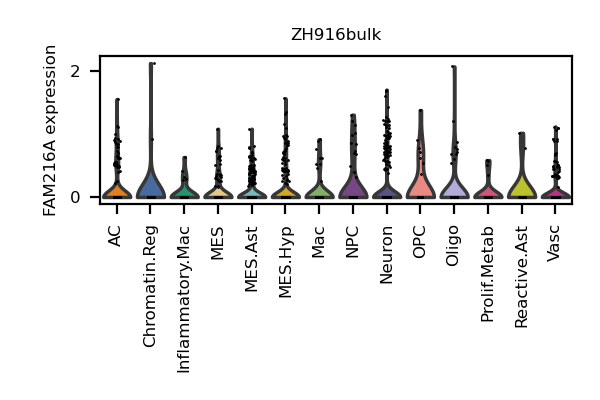 ZH916bulk
FAM216A expression
2
0
AC
Chromatin.Reg
Inflammatory.Mac
MES
MES.Ast
MES.Hyp
Mac
NPC
Neuron
OPC
Oligo
Prolif.Metab
Reactive.Ast
Vasc